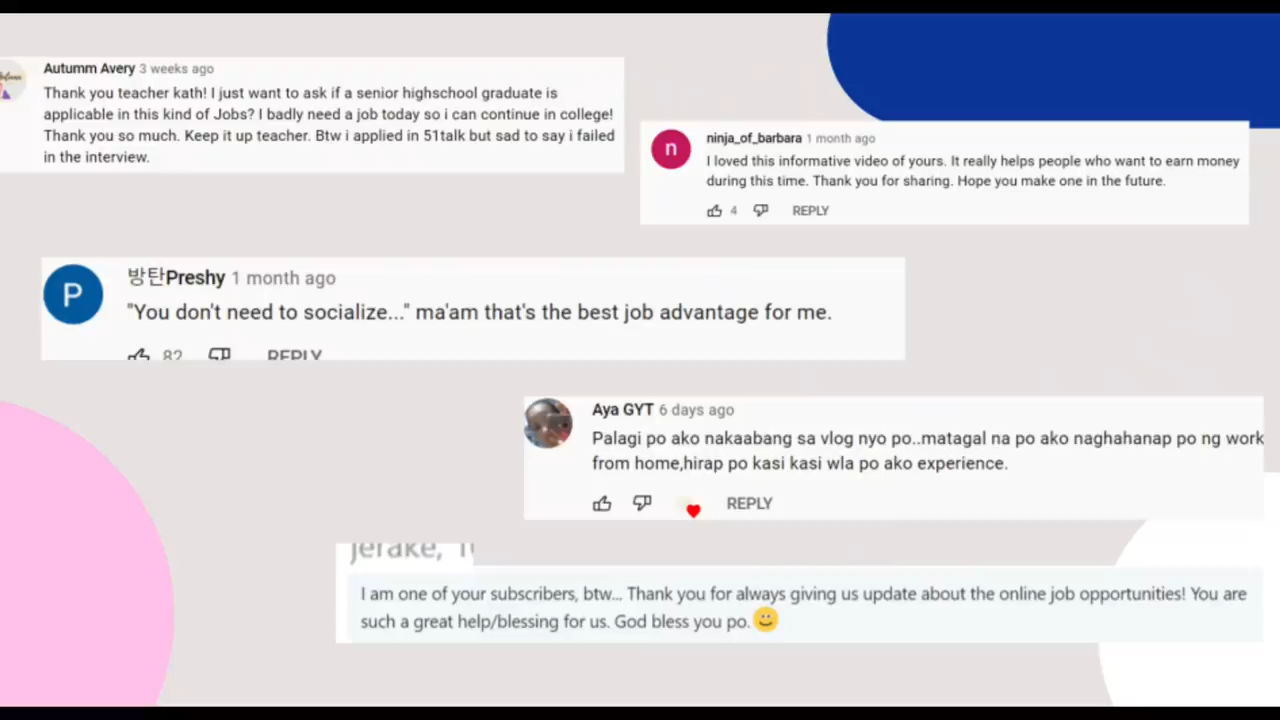 Autumm Avery 3 weeks ago
Thank you teacher kath! I just want to ask if a senior highschool graduate is
applicable in this kind of Jobs? I badly need a job today so i can continue in college!
Thank you so much. Keep it up teacher. Btw i applied in 51talk but sad to say i failed
in the interview.
n
ninja_of_barbara 1 month ago
I loved this informative video of yours. It really helps people who want to earn money
during this time. Thank you for sharing. Hope you make one in the future.
4 REPLY
P
방탄Preshy 1 month ago
"You don't need to socialize..." ma'am that's the best job advantage for me.
82 REPLY
Aya GYT 6 days ago
Palagi po ako nakaabang sa vlog nyo po..matagal na po ako naghahanap po ng work
from home,hirap po kasi kasi wla po ako experience.
REPLY
jerake,
I am one of your subscribers, btw... Thank you for always giving us update about the online job opportunities! You are
such a great help/blessing for us. God bless you po.